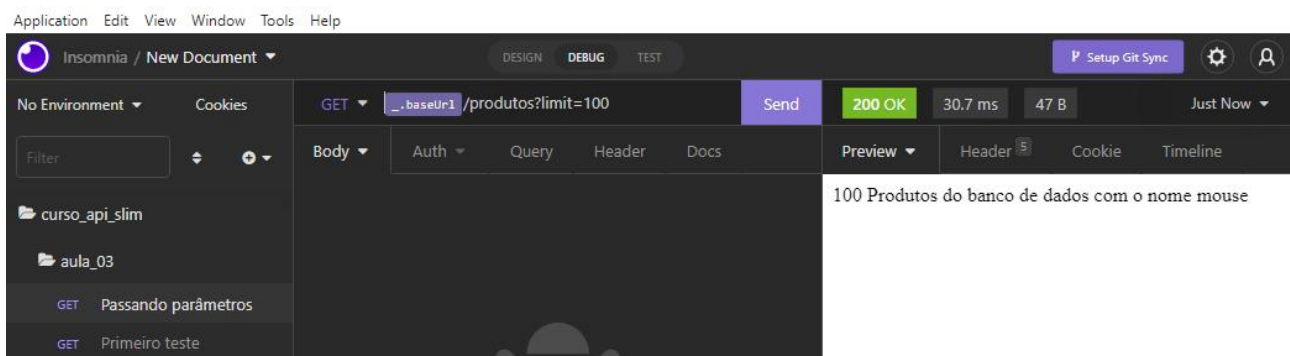 Application Edit View Window Tools Help
Insomnia / New Document DESIGN DEBUG TEST Setup Git Sync
No Environment Cookies GET _.baseUrl /produtos?limit=100 Send 200 OK 30.7 ms 47 B Just Now
Filter Body Auth Query Header Docs Preview Header 5 Cookie Timeline
100 Produtos do banco de dados com o nome mouse
curso_api_slim
aula_03
GET Passando parâmetros
GET Primeiro teste